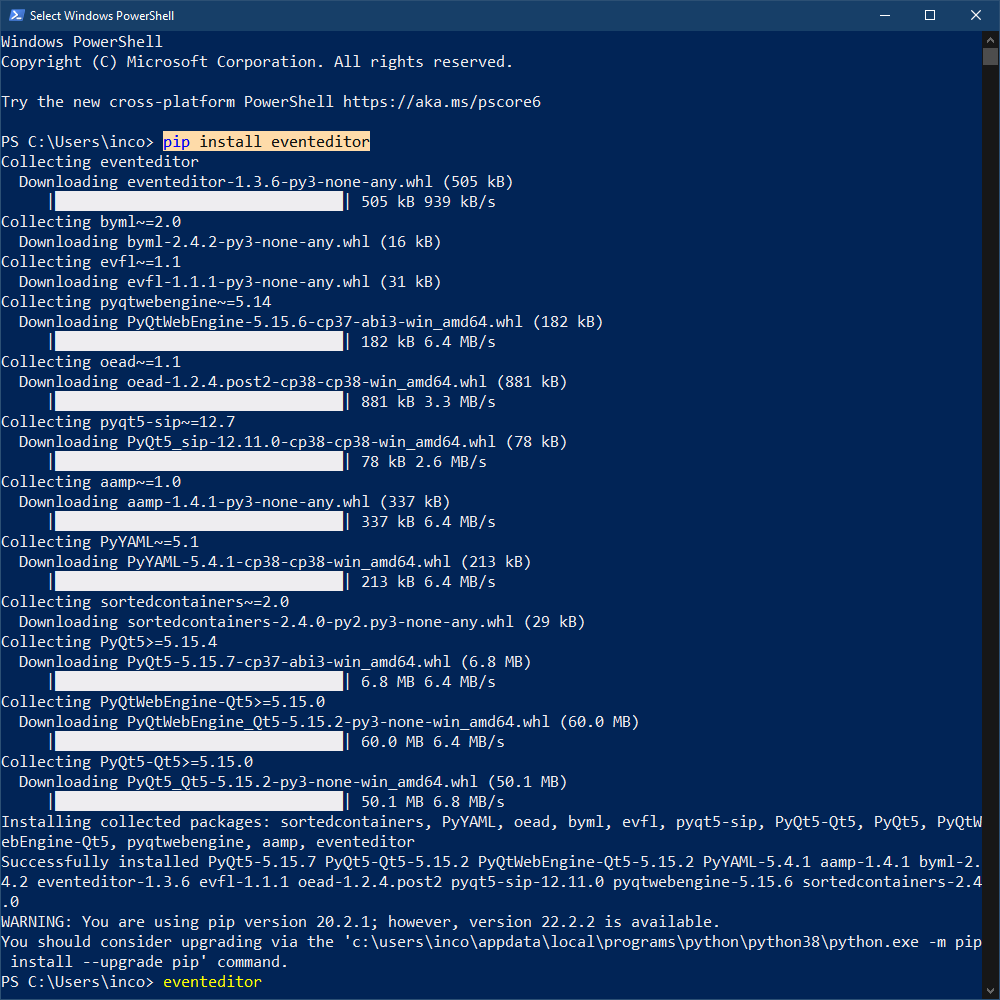 Select Windows PowerShell
Windows PowerShell
Copyright (C) Microsoft Corporation. All rights reserved.
Try the new cross-platform PowerShell https://aka.ms/pscore6
PS C:\Users\inco> pip install eventeditor
Collecting eventeditor
  Downloading eventeditor-1.3.6-py3-none-any.whl (505 kB)
     |████████████████████████████████| 505 kB 939 kB/s
Collecting byml~=2.0
  Downloading byml-2.4.2-py3-none-any.whl (16 kB)
Collecting evfl~=1.1
  Downloading evfl-1.1.1-py3-none-any.whl (31 kB)
Collecting pyqtwebengine~=5.14
  Downloading PyQtWebEngine-5.15.6-cp37-abi3-win_amd64.whl (182 kB)
     |████████████████████████████████| 182 kB 6.4 MB/s
Collecting oead~=1.1
  Downloading oead-1.2.4.post2-cp38-cp38-win_amd64.whl (881 kB)
     |████████████████████████████████| 881 kB 3.3 MB/s
Collecting pyqt5-sip~=12.7
  Downloading PyQt5_sip-12.11.0-cp38-cp38-win_amd64.whl (78 kB)
     |████████████████████████████████| 78 kB 2.6 MB/s
Collecting aamp~=1.0
  Downloading aamp-1.4.1-py3-none-any.whl (337 kB)
     |████████████████████████████████| 337 kB 6.4 MB/s
Collecting PyYAML~=5.1
  Downloading PyYAML-5.4.1-cp38-cp38-win_amd64.whl (213 kB)
     |████████████████████████████████| 213 kB 6.4 MB/s
Collecting sortedcontainers~=2.0
  Downloading sortedcontainers-2.4.0-py2.py3-none-any.whl (29 kB)
Collecting PyQt5>=5.15.4
  Downloading PyQt5-5.15.7-cp37-abi3-win_amd64.whl (6.8 MB)
     |████████████████████████████████| 6.8 MB 6.4 MB/s
Collecting PyQtWebEngine-Qt5>=5.15.0
  Downloading PyQtWebEngine_Qt5-5.15.2-py3-none-win_amd64.whl (60.0 MB)
     |████████████████████████████████| 60.0 MB 6.4 MB/s
Collecting PyQt5-Qt5>=5.15.0
  Downloading PyQt5_Qt5-5.15.2-py3-none-win_amd64.whl (50.1 MB)
     |████████████████████████████████| 50.1 MB 6.8 MB/s
Installing collected packages: sortedcontainers, PyYAML, oead, byml, evfl, pyqt5-sip, PyQt5-Qt5, PyQt5, PyQtW
ebEngine-Qt5, pyqtwebengine, aamp, eventeditor
Successfully installed PyQt5-5.15.7 PyQt5-Qt5-5.15.2 PyQtWebEngine-Qt5-5.15.2 PyYAML-5.4.1 aamp-1.4.1 byml-2.
4.2 eventeditor-1.3.6 evfl-1.1.1 oead-1.2.4.post2 pyqt5-sip-12.11.0 pyqtwebengine-5.15.6 sortedcontainers-2.4
.0
WARNING: You are using pip version 20.2.1; however, version 22.2.2 is available.
You should consider upgrading via the 'c:\users\inco\appdata\local\programs\python\python38\python.exe -m pip
 install --upgrade pip' command.
PS C:\Users\inco> eventeditor